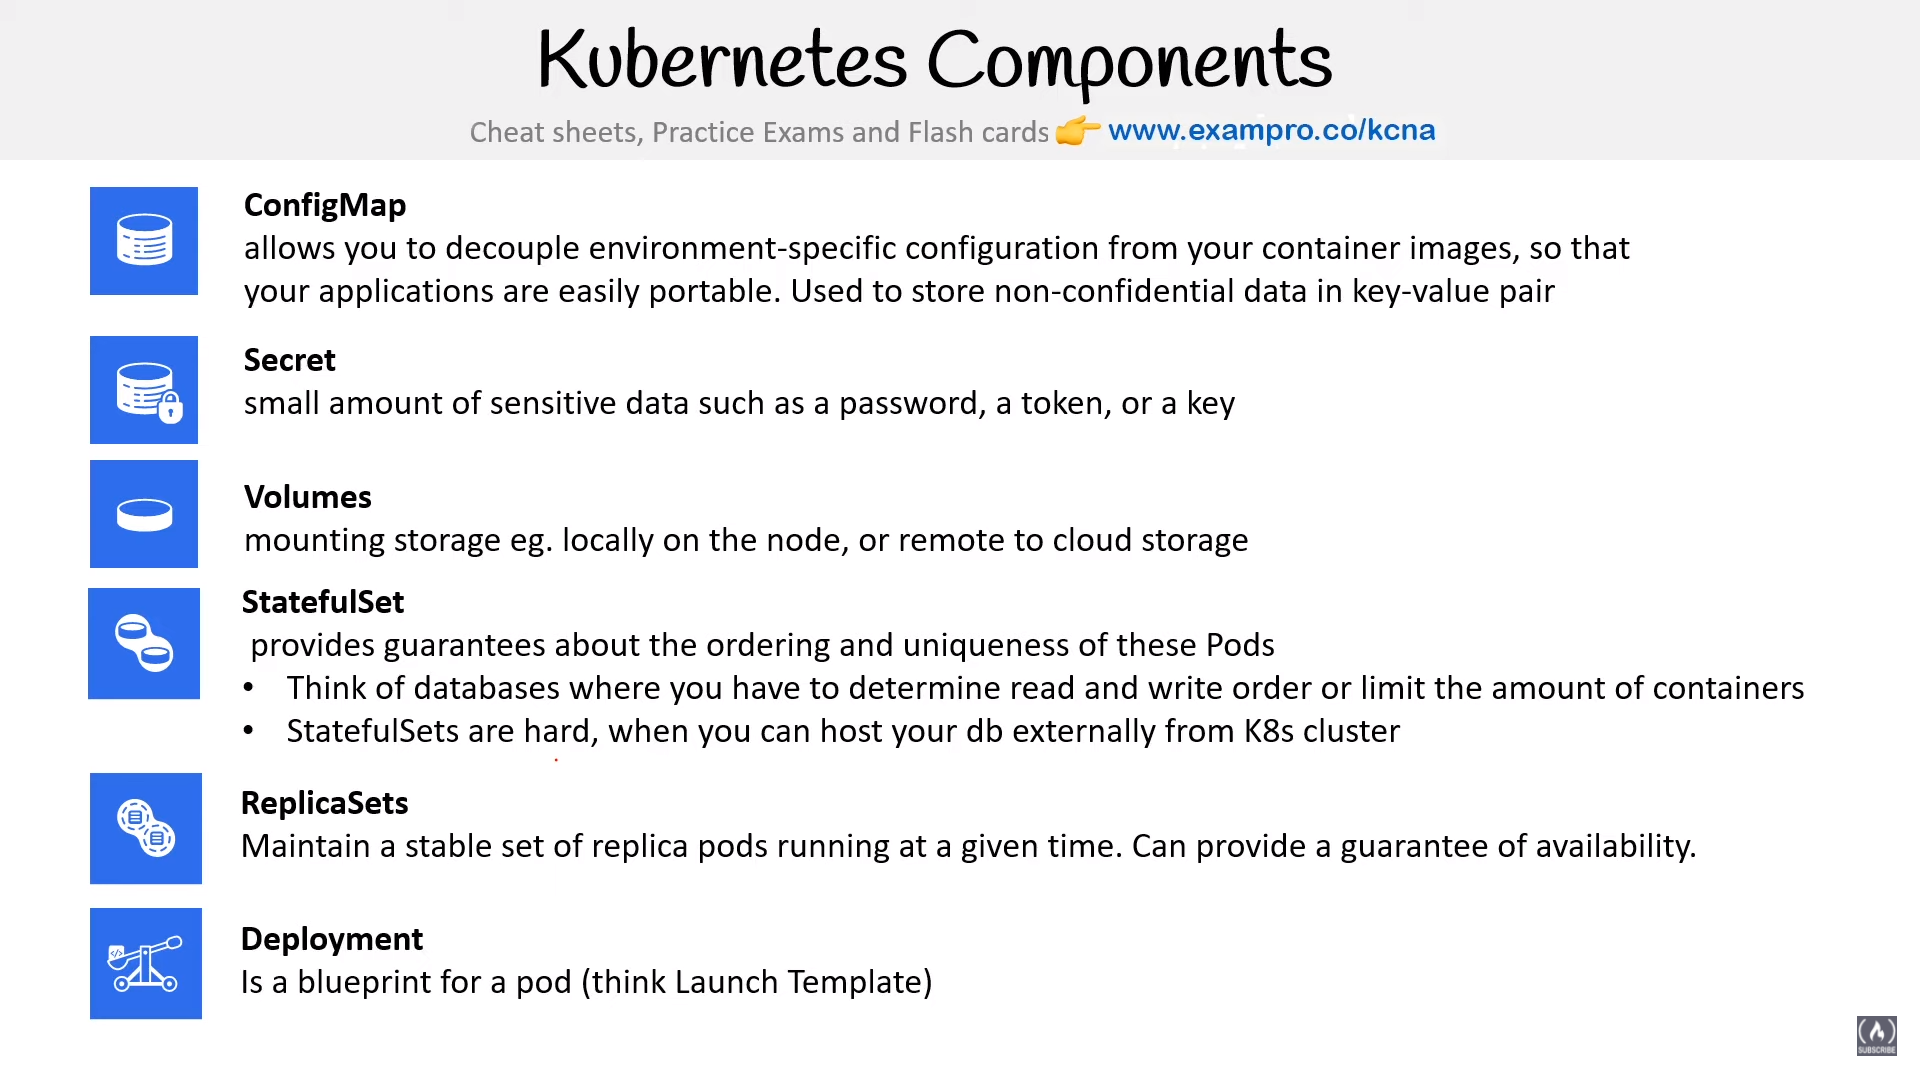 Kubernetes Components
Cheat sheets, Practice Exams and Flash cards 👉 www.exampro.co/kcna
ConfigMap
allows you to decouple environment-specific configuration from your container images, so that
your applications are easily portable. Used to store non-confidential data in key-value pair
Secret
small amount of sensitive data such as a password, a token, or a key
Volumes
mounting storage eg. locally on the node, or remote to cloud storage
StatefulSet
provides guarantees about the ordering and uniqueness of these Pods
• Think of databases where you have to determine read and write order or limit the amount of containers
• StatefulSets are hard, when you can host your db externally from K8s cluster
ReplicaSets
Maintain a stable set of replica pods running at a given time. Can provide a guarantee of availability.
Deployment
Is a blueprint for a pod (think Launch Template)
SUBSCRIBE